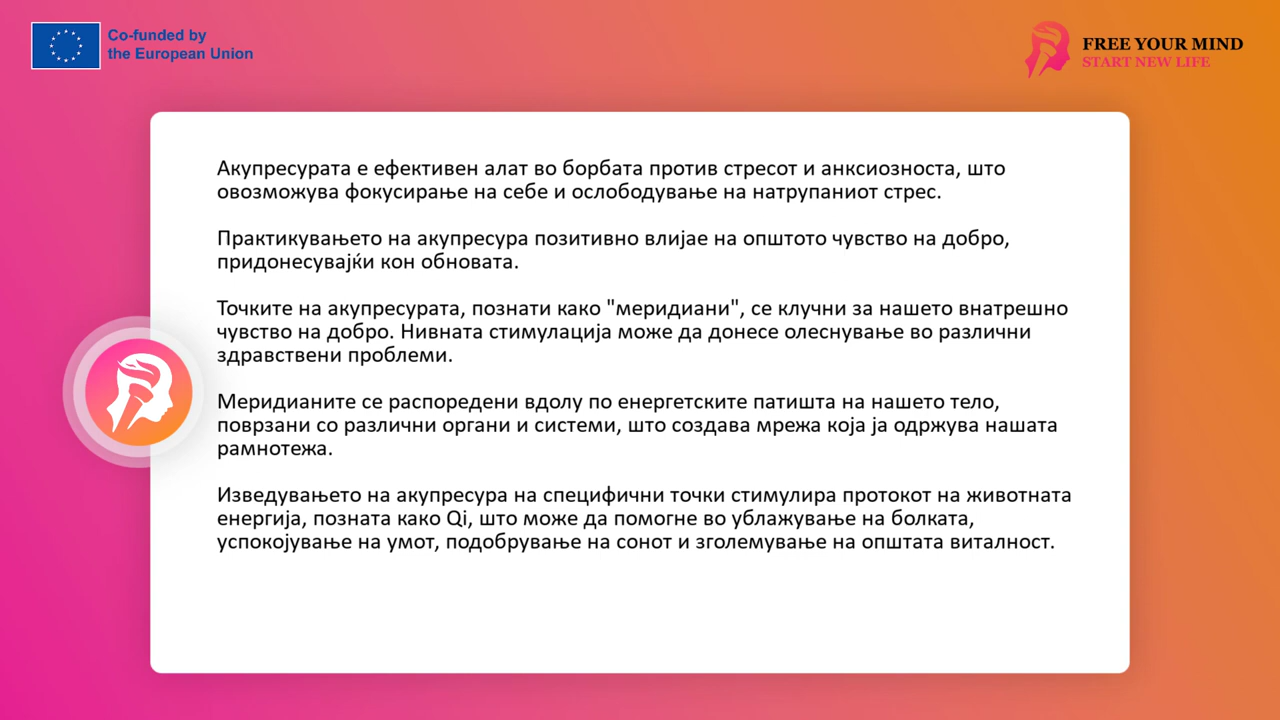 Co-funded by
the European Union
FREE YOUR MIND
START NEW LIFE
Акупресурата е ефективен алат во борбата против стресот и анксиозноста, што
овозможува фокусирање на себе и ослободување на натрупаниот стрес.
Практикувањето на акупресура позитивно влијае на општото чувство на добро,
придонесувајќи кон обновата.
Точките на акупресурата, познати како "меридиани", се клучни за нашето внатрешно
чувство на добро. Нивната стимулација може да донесе олеснување во различни
здравствени проблеми.
Меридианите се распоредени вдолу по енергетските патишта на нашето тело,
поврзани со различни органи и системи, што создава мрежа која ја одржува нашата
рамнотежа.
Изведувањето на акупресура на специфични точки стимулира протокот на животната
енергија, позната како Qi, што може да помогне во ублажување на болката,
успокојување на умот, подобрување на сонот и зголемување на општата виталност.